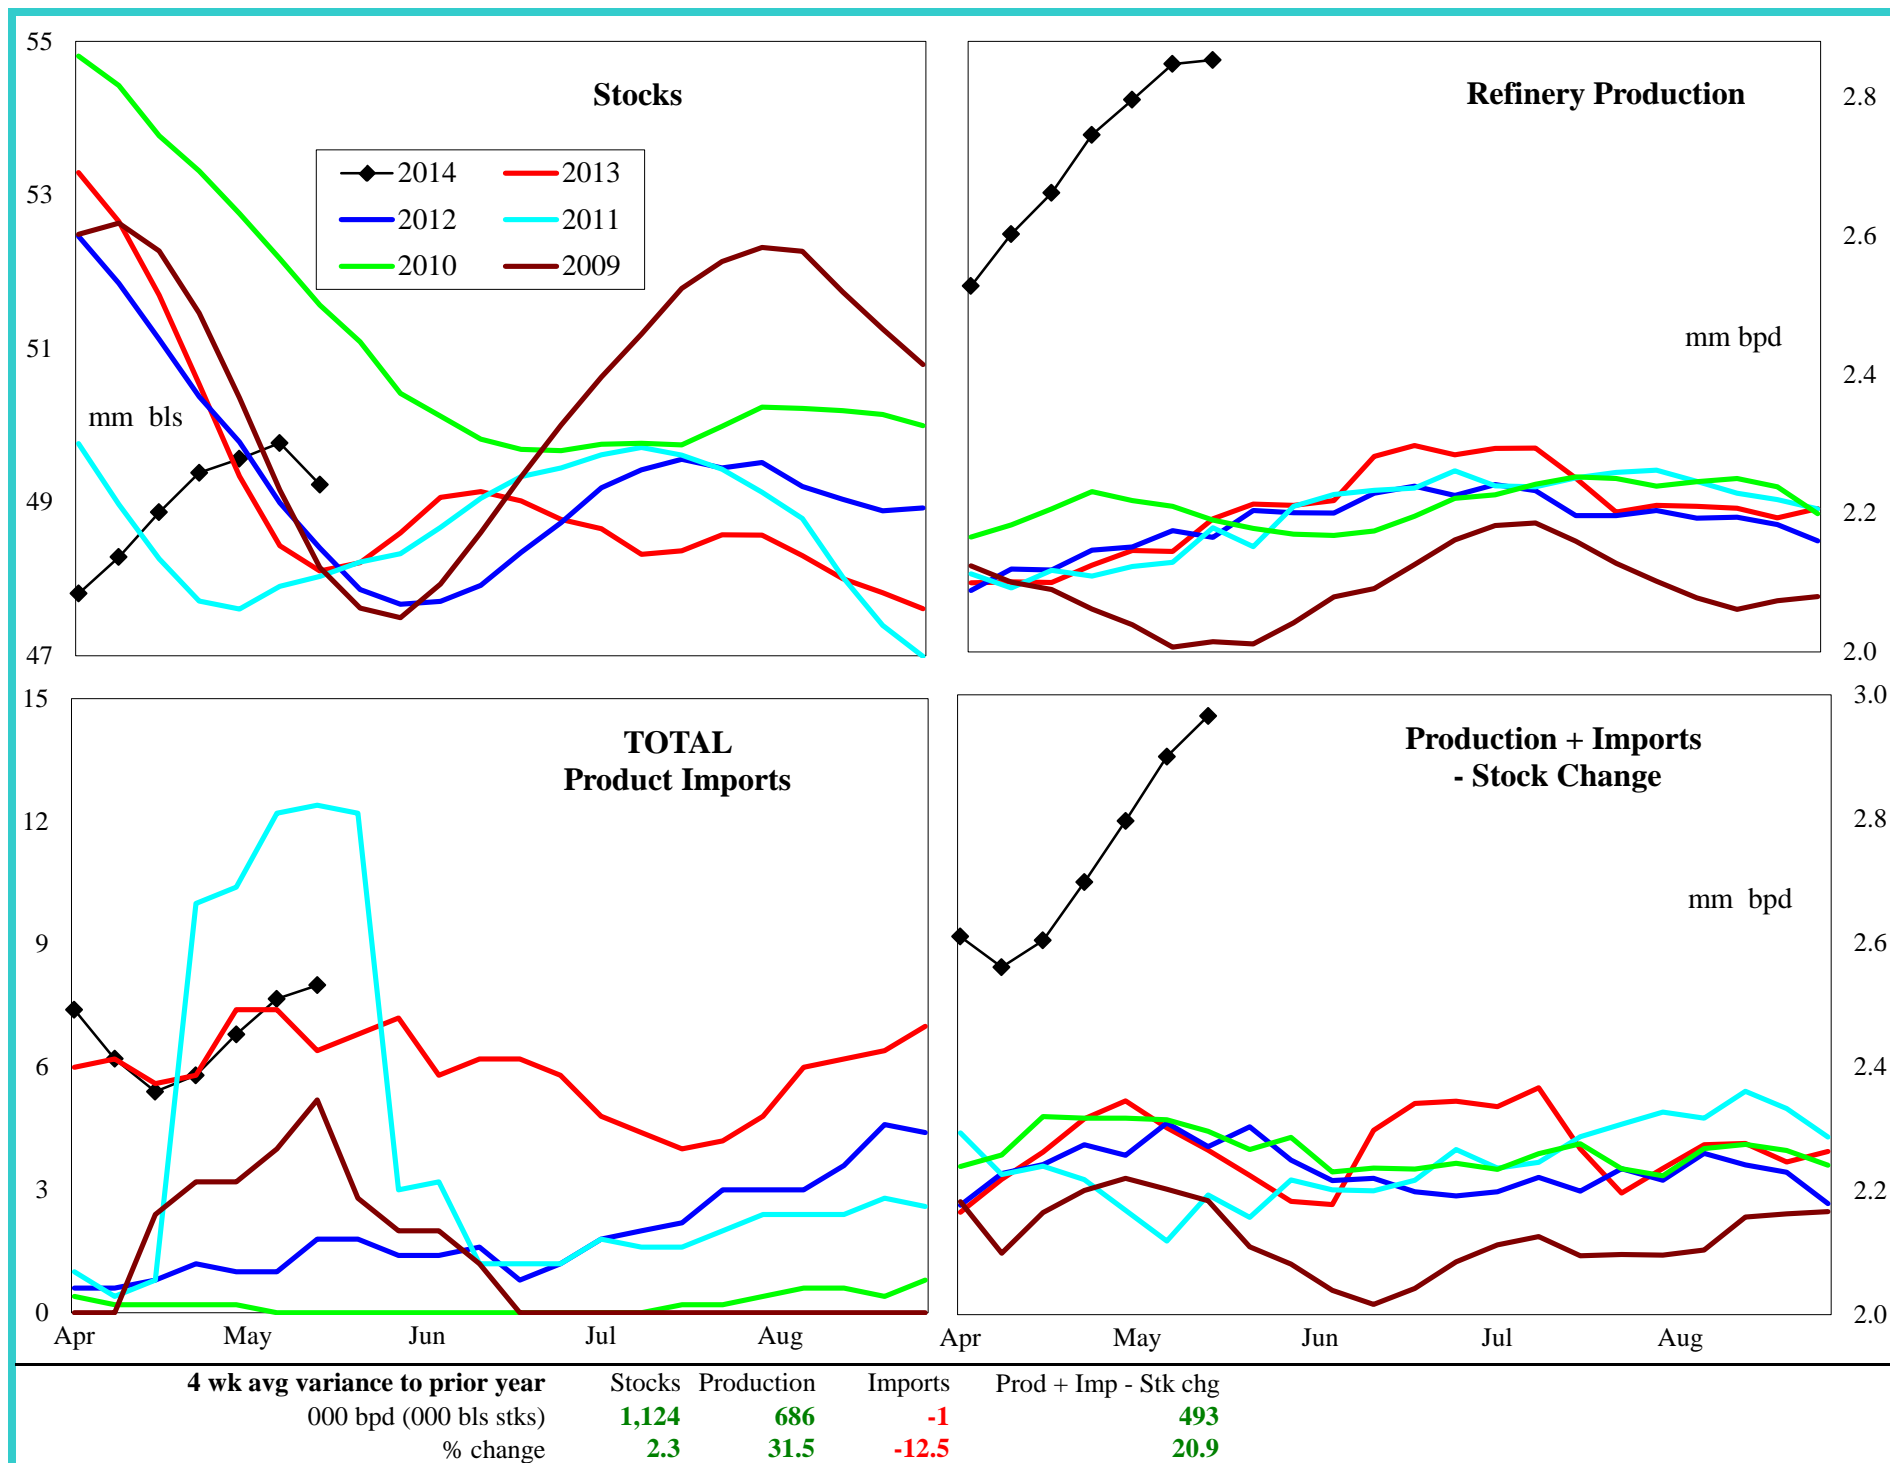 Stocks
55
53
51
49
47
mm bls
2014 2013
2012 2011
2010 2009
Refinery Production
mm bpd
2.8
2.6
2.4
2.2
2.0
TOTAL
Product Imports
15
12
9
6
3
0
Apr May Jun Jul Aug
Production + Imports
- Stock Change
mm bpd
3.0
2.8
2.6
2.4
2.2
2.0
Apr May Jun Jul Aug
4 wk avg variance to prior year Stocks Production Imports Prod + Imp - Stk chg
000 bpd (000 bls stks) 1,124 686 -1 493
% change 2.3 31.5 -12.5 20.9